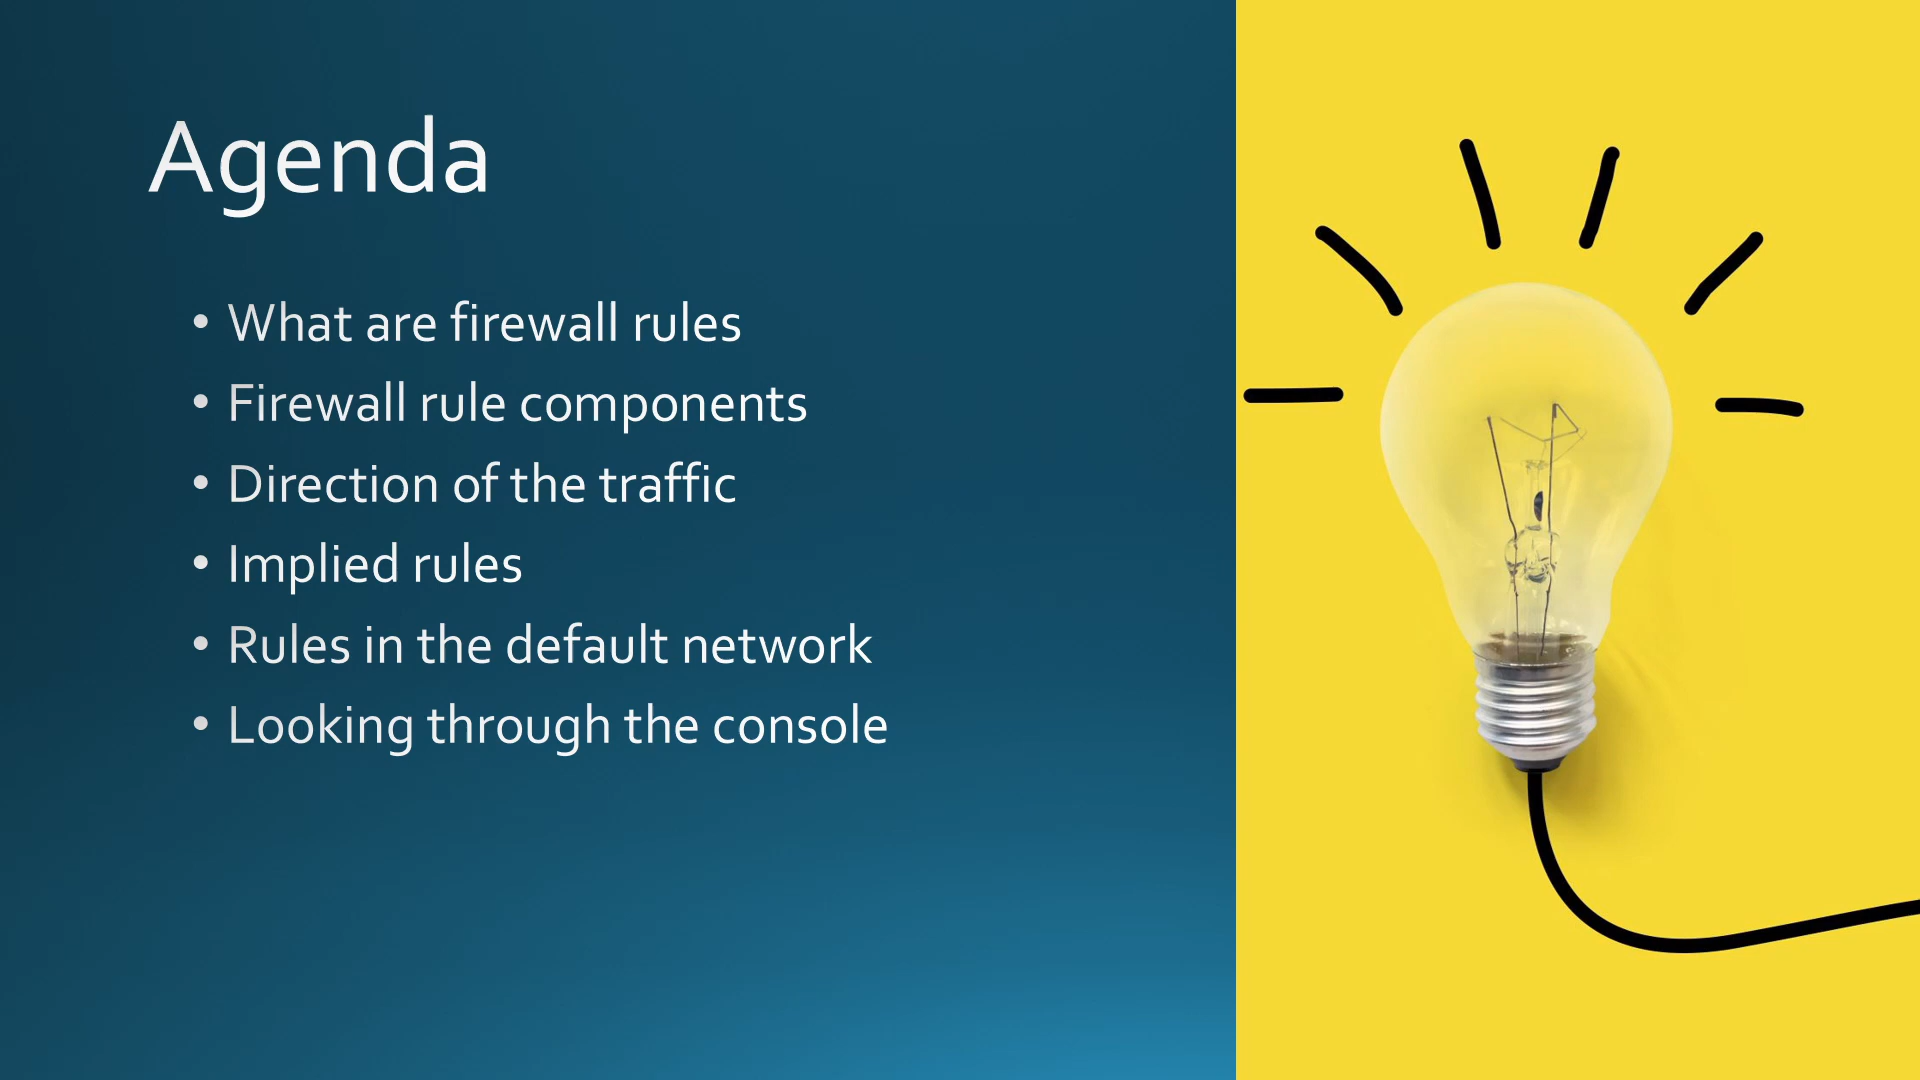 Agenda
• What are firewall rules
• Firewall rule components
• Direction of the traffic
• Implied rules
• Rules in the default network
• Looking through the console